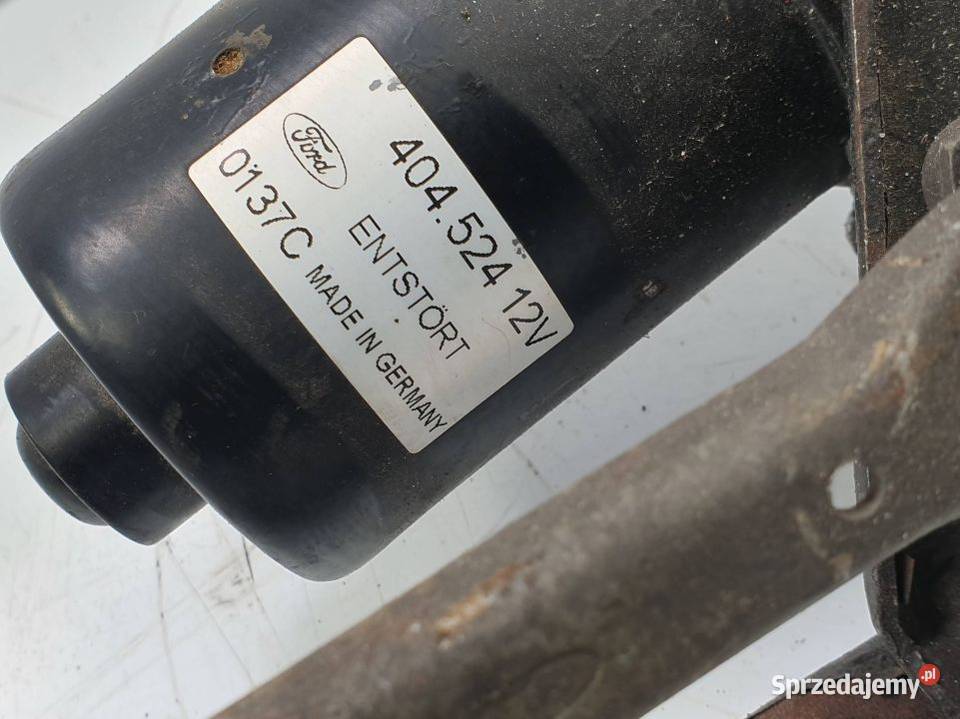 404.524 12V
Ford
ENTSTÖRT
0137C MADE IN GERMANY
Sprzedajemy.pl